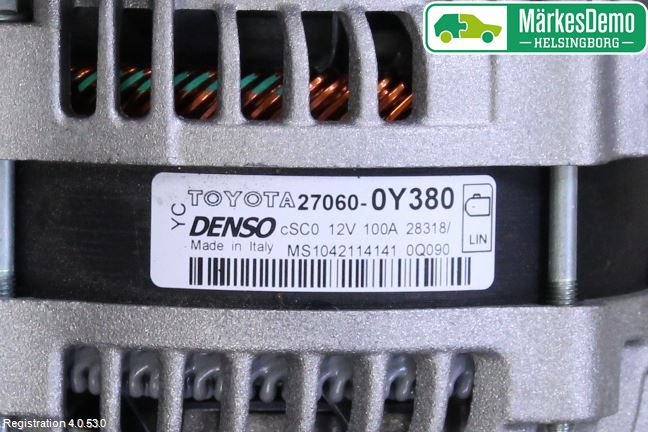 MärkesDemo
HELSINGBORG
YC
TOYOTA 27060-0Y380
DENSO cSC0 12V 100A 28318/
Made in Italy MS1042114141 0Q090
LIN
Registration 4.0.53.0